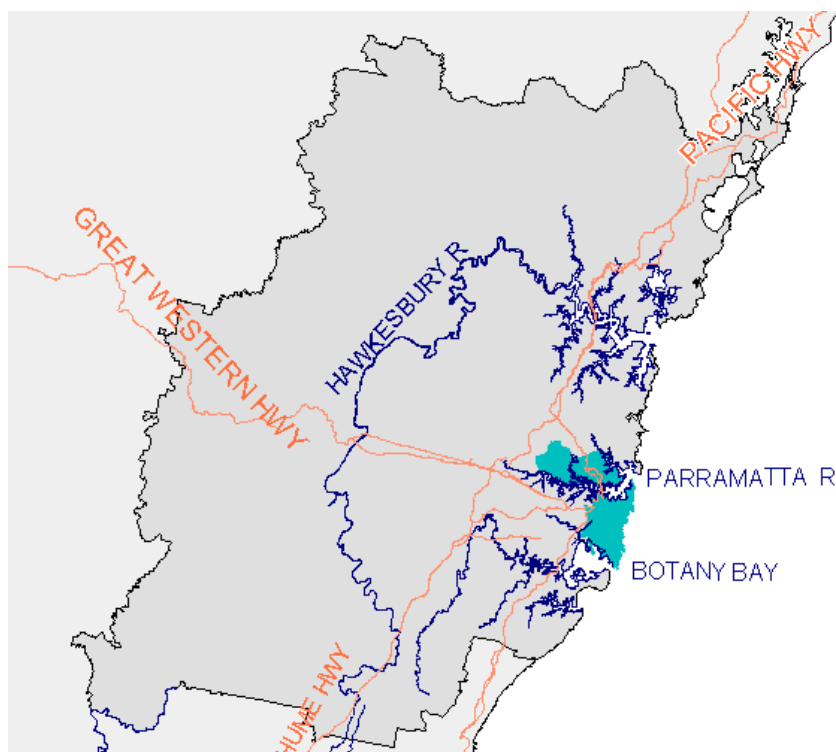 PACIFIC HWY
GREAT WESTERN HWY
HAWKESBURY R
PARRAMATTA R
BOTANY BAY
HUME HWY